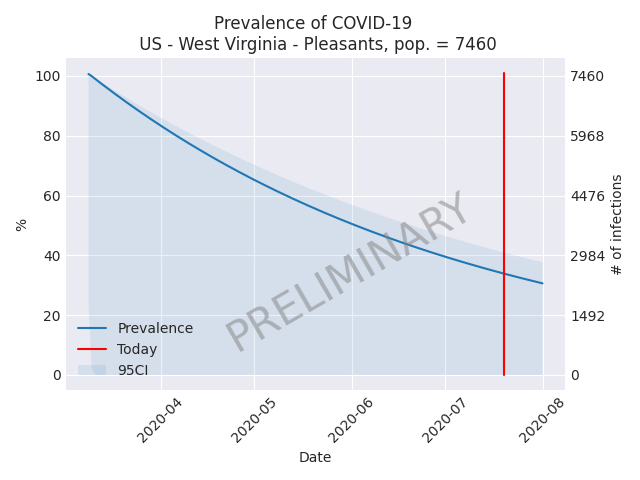 Prevalence of COVID-19
US - West Virginia - Pleasants, pop. = 7460
100
80
60
40
20
0
%
7460
5968
4476
2984
1492
0
# of infections
PRELIMINARY
Prevalence
Today
95CI
2020-04
2020-05
2020-06
2020-07
2020-08
Date